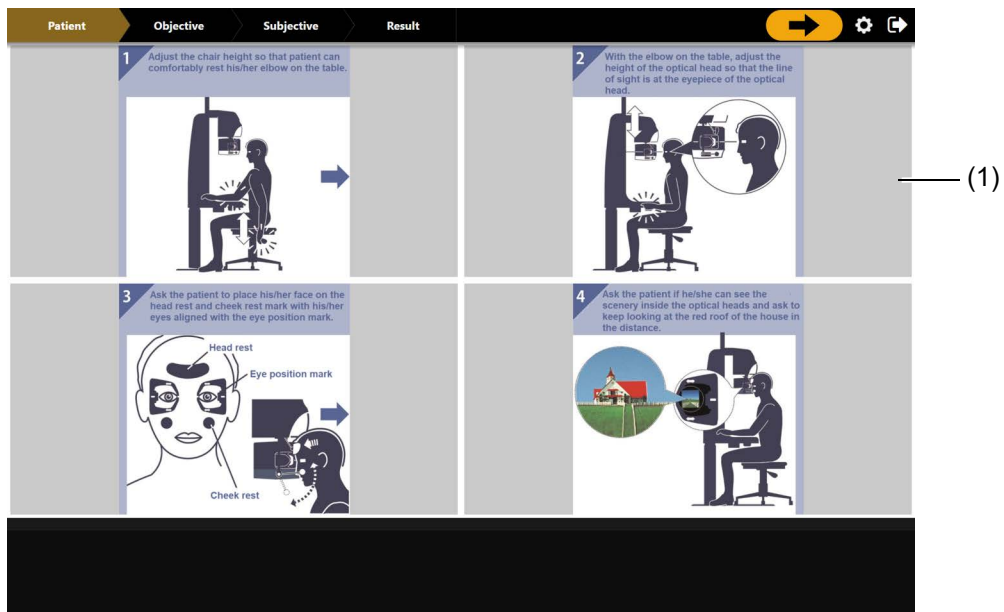 Patient
Objective
Subjective
Result
1
Adjust the chair height so that patient can
comfortably rest his/her elbow on the table.
2
With the elbow on the table, adjust the
height of the optical head so that the line
of sight is at the eyepiece of the optical
head.
(1)
3
Ask the patient to place his/her face on the
head rest and cheek rest mark with his/her
eyes aligned with the eye position mark.
Head rest
Eye position mark
Cheek rest
4
Ask the patient if he/she can see the
scenery inside the optical heads and ask to
keep looking at the red roof of the house in
the distance.